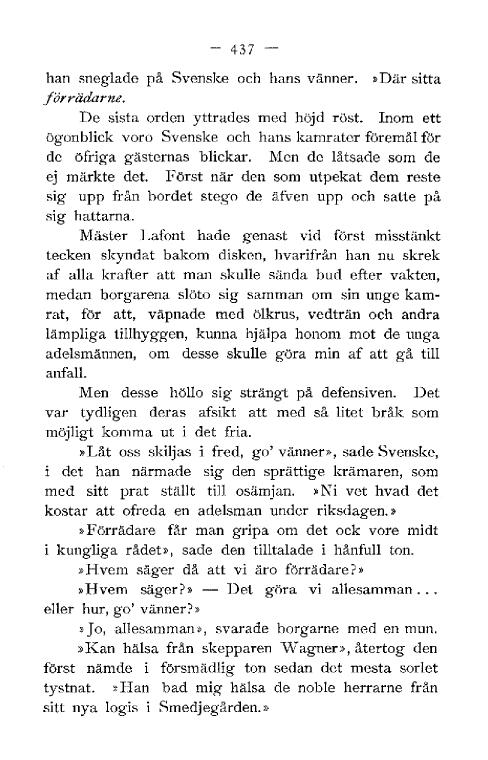 — 437 —
han sneglade på Svenske och hans vänner. »Där sitta
förrädarne.
De sista orden yttrades med höjd röst. Inom ett
ögonblick voro Svenske och hans kamrater föremål för
de öfriga gästernas blickar. Men de låtsade som de
ej märkte det. Först när den som utpekat dem reste
sig upp från bordet stego de äfven upp och satte på
sig hattarna.
Mäster Lafont hade genast vid först misstänkt
tecken skyndat bakom disken, hvarifrån han nu skrek
af alla krafter att man skulle sända bud efter vakten,
medan borgarena slöto sig samman om sin unge kam-
rat, för att, väpnade med ölkrus, vedträn och andra
lämpliga tillhyggen, kunna hjälpa honom mot de unga
adelsmännen, om desse skulle göra min af att gå till
anfall.
Men desse höllo sig strängt på defensiven. Det
var tydligen deras afsikt att med så litet bråk som
möjligt komma ut i det fria.
»Låt oss skiljas i fred, go' vänner», sade Svenske,
i det han närmade sig den sprättige krämaren, som
med sitt prat ställt till osämjan. »Ni vet hvad det
kostar att ofreda en adelsman under riksdagen.»
»Förrädare får man gripa om det ock vore midt
i kungliga rådet», sade den tilltalade i hånfull ton.
»Hvem säger då att vi äro förrädare?»
»Hvem säger?» — Det göra vi allesamman . . .
eller hur, go' vänner?»
»Jo, allesamman», svarade borgarne med en mun.
»Kan hälsa från skepparen Wagner», återtog den
först nämde i försmädlig ton sedan det mesta sorlet
tystnat. »Han bad mig hälsa de noble herrarne från
sitt nya logis i Smedjegården.»